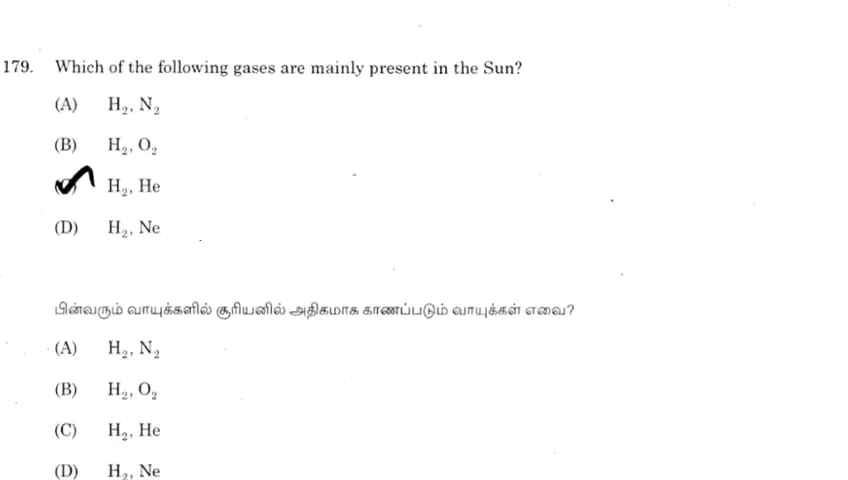 179. Which of the following gases are mainly present in the Sun?
(A) H₂, N₂
(B) H₂, O₂
H₂, He
(D) H₂, Ne
பின்வரும் வாயுக்களில் சூரியனில் அதிகமாக காணப்படும் வாயுக்கள் எவை?
(A) H₂, N₂
(B) H₂, O₂
(C) H₂, He
(D) H₂, Ne